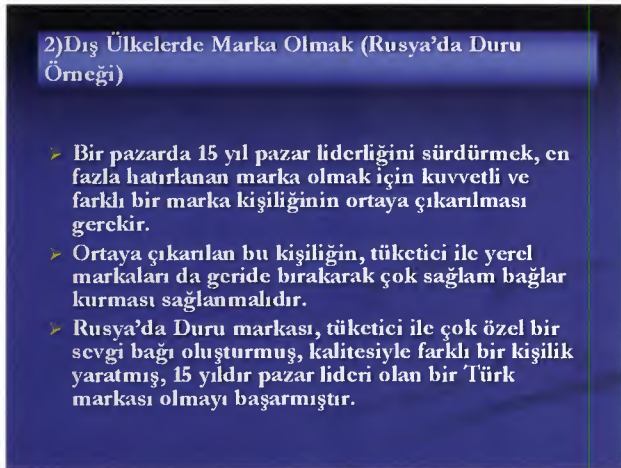 2)Dış Ülkelerde Marka Olmak (Rusya’da Duru
Örneği)
Bir pazarda 15 yıl pazar liderliğini sürdürmek, en
fazla hatırlanan marka olmak için kuvvetli ve
farklı bir marka kişiliğinin ortaya çıkarılması
gerekir.
Ortaya çıkarılan bu kişiliğin, tüketici ile yerel
markaları da geride bırakarak çok sağlam bağlar
kurması sağlanmalıdır.
Rusya’da Duru markası, tüketici ile çok özel bir
sevgi bağı oluşturmuş, kalitesiyle farklı bir kişilik
yaratmış, 15 yıldır pazar lideri olan bir Türk
markası olmayı başarmıştır.